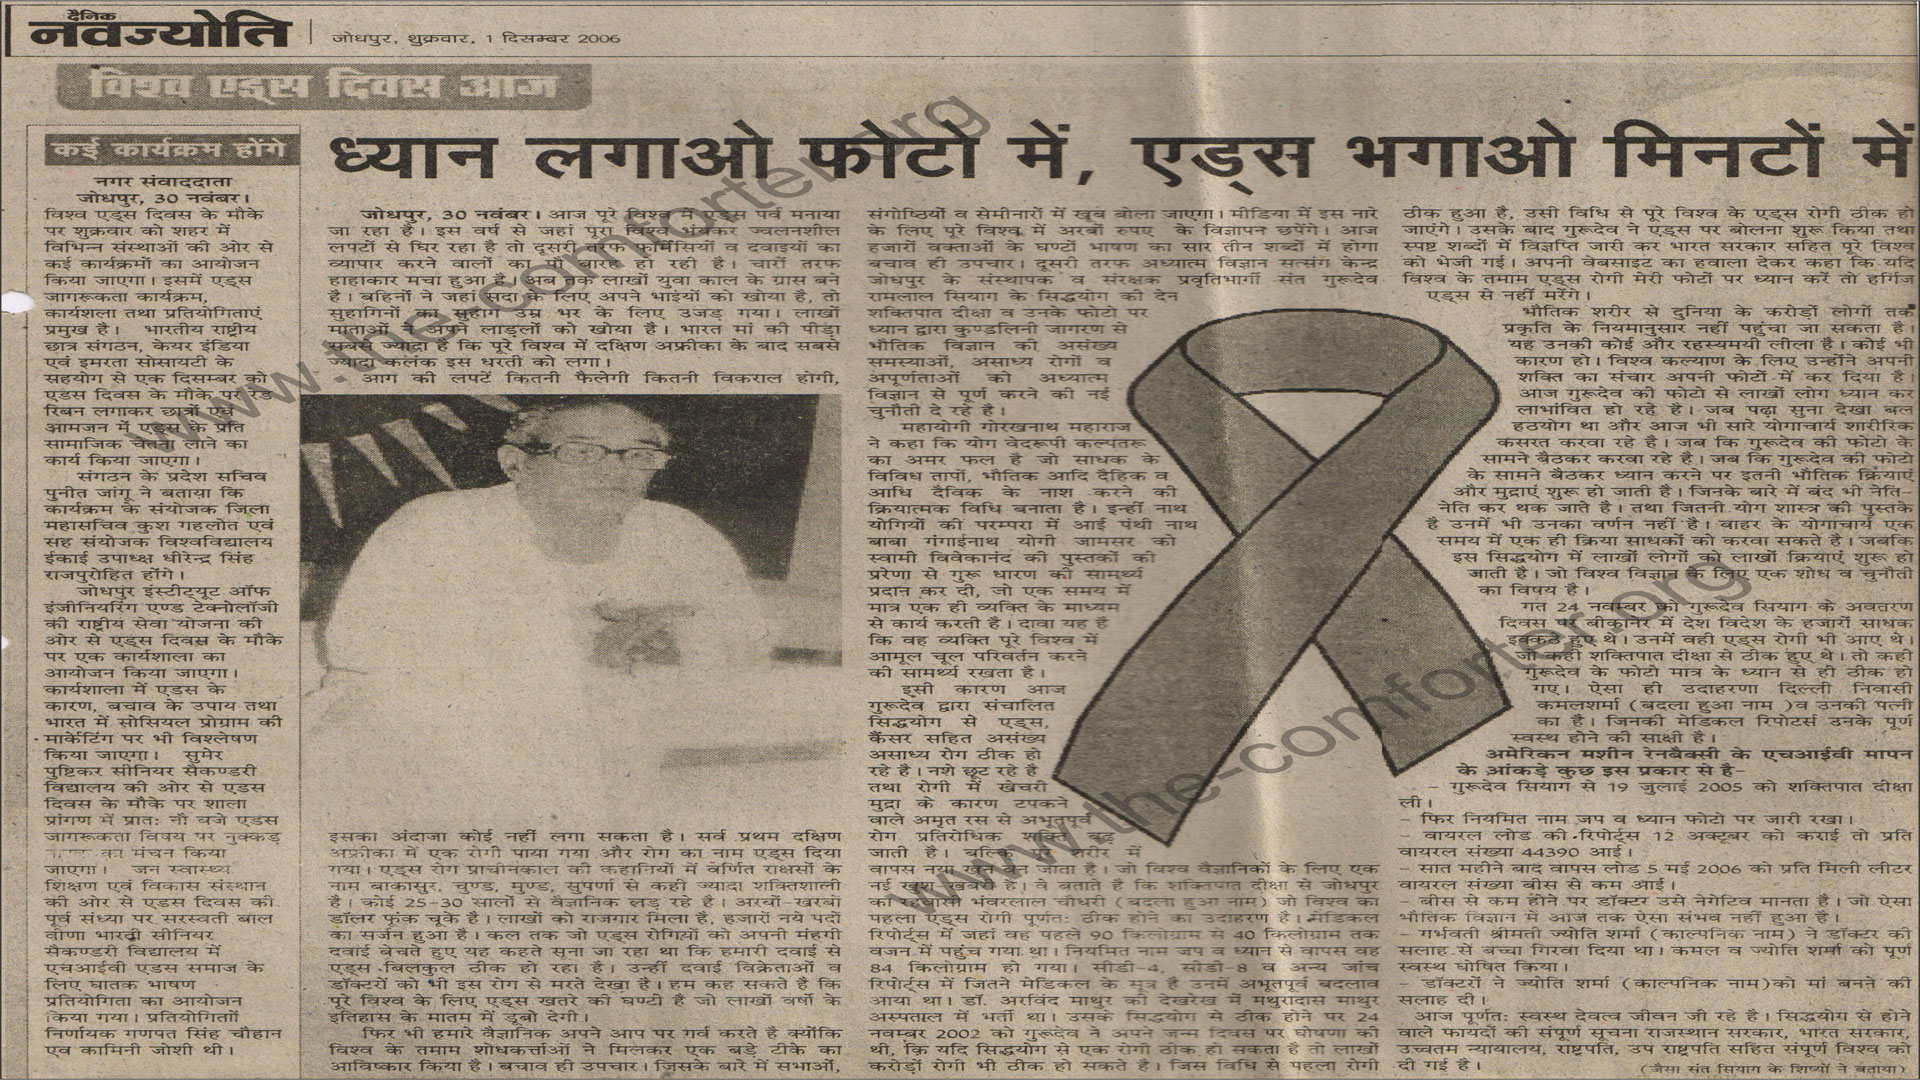 दैनिक
नवज्योति
जोधपुर, शुक्रवार, 1 दिसम्बर 2006
विश्व एड्स दिवस आज
कई कार्यक्रम होंगे
नगर संवाददाता
जोधपुर, 30 नवंबर।
विश्व एड्स दिवस के मौके
पर शुक्रवार को शहर में
विभिन्न संस्थाओं की ओर से
कई कार्यक्रमों का आयोजन
किया जाएगा। इसमें एड्स
जागरूकता कार्यक्रम,
कार्यशला तथा प्रतियोगिताएं
प्रमुख है। भारतीय राष्ट्रीय
छात्र संगठन, केयर इंडिया
एवं इमरता सोसायटी के
सहयोग से एक दिसम्बर को
एडस दिवस के मौके पर रेड
रिबन लगाकर छात्रों एवं
आमजन में एड्स के प्रति
सामाजिक चेतना लाने का
कार्य किया जाएगा।
संगठन के प्रदेश सचिव
पुनीत जांगू ने बताया कि
कार्यक्रम के संयोजक जिला
महासचिव कुश गहलोत एवं
सह संयोजक विश्वविद्यालय
ईकाई उपाध्क्ष धीरेन्द्र सिंह
राजपुरोहित होंगे।
जोधपुर इंस्टीट्यूट ऑफ
इंजीनियरिंग एण्ड टेक्नोलॉजी
की राष्ट्रीय सेवा योजना की
ओर से एड्स दिवस के मौके
पर एक कार्यशाला का
आयोजन किया जाएगा।
कार्यशाला में एडस के
कारण, बचाव के उपाय तथा
भारत में सोसियल प्रोग्राम की
मार्केटिंग पर भी विश्लेषण
किया जाएगा। सुमेर
पुष्टिकर सीनियर सैकण्डरी
विद्यालय की ओर से एडस
दिवस के मौके पर शाला
प्रांगण में प्रातः नौ बजे एडस
जागरूकता विषय पर नुक्कड़
का मंचन किया
जाएगा। जन स्वास्थ्य
शिक्षण एवं विकास संस्थान
की ओर से एडस दिवस की
पूर्व संध्या पर सरस्वती बाल
वीणा भारती सीनियर
सैकण्डरी विद्यालय में
एचआईवी एडस समाज के
लिए घातक भाषण
प्रतियोगिता का आयोजन
किया गया। प्रतियोगिताों
निर्णायक गणपत सिंह चौहान
एव कामिनी जोशी थी।
ध्यान लगाओ फोटो में, एड्स भगाओ मिनटों में
जोधपुर, 30 नवंबर। आज पूरे विश्व में एड्स पर्व मनाया
जा रहा है। इस वर्ष से जहां पूरा विश्व भंयकर ज्वलनशील
लपटों से घिर रहा है तो दूसरी तरफ फार्मेसियों व दवाइयों का
व्यापार करने वालों का पौ बारह हो रही है। चारों तरफ
हाहाकार मचा हुआ है। अब तक लाखों युवा काल के ग्रास बने
है। बहिनों ने जहां सदा के लिए अपने भाईयों को खोया है, तो
सुहागिनों का सुहाग उम्र भर के लिए उजड़ गया। लाखों
माताओं ने अपने लाड्लों को खोया है। भारत मां की पीड़ा
सबसे ज्यादा है कि पूरे विश्व में दक्षिण अफ्रीका के बाद सबसे
ज्यादा कलंक इस धरती को लगा।
आग की लपटें कितनी फैलेगी कितनी विकराल होगी,
इसका अंदाजा कोई नहीं लगा सकता है। सर्व प्रथम दक्षिण
अफ्रीका में एक रोगी पाया गया और रोग का नाम एड्स दिया
गया। एड्स रोग प्राचीनकाल की कहानियों में वर्णित राक्षसों के
नाम बाकासुर, चुण्ड, मुण्ड, सुपर्णा से कही ज्यादा शक्तिशाली
है। कोई 25-30 सालों से वैज्ञानिक लड़ रहे है। अरबों-खरबों
डॉलर फूंक चूके है। लाखों को राजगार मिला है, हजारों नये पदों
का सर्जन हुआ है। कल तक जो एड्स रोगियों को अपनी मंहगी
दवाई बेचते हुए यह कहते सूना जा रहा था कि हमारी दवाई से
एड्स बिलकुल ठीक हो रहा है। उन्हीं दवाई विक्रेताओं व
डॉक्टरों को भी इस रोग से मरते देखा है। हम कह सकते है कि
पूरे विश्व के लिए एड्स खतरे की घण्टी है जो लाखों वर्षों के
इतिहास के मातम में डूबो देगी।
फिर भी हमारे वैज्ञानिक अपने आप पर गर्व करते है क्योंकि
विश्व के तमाम शोधकर्त्ताओं ने मिलकर एक बड़े टीके का
आविष्कार किया है। बचाव ही उपचार। जिसके बारे में सभाओं,
संगोष्ठियों व सेमीनारों में खूब बोला जाएगा। मीडिया में इस नारे
के लिए पूरे विश्व में अरबों रुपए के विज्ञापन छपेंगे। आज
हजारों वक्ताओं के घण्टों भाषण का सार तीन शब्दों में होगा
बचाव ही उपचार। दूसरी तरफ अध्यात्म विज्ञान सत्संग केन्द्र
जोधपुर के संस्थापक व संरक्षक प्रवृतिभार्गी संत गुरूदेव
रामलाल सियाग के सिद्धयोग की देन
शक्तिपात दीक्षा व उनके फोटो पर
ध्यान द्वारा कुण्डलिनी जागरण से
भौतिक विज्ञान की असंख्य
समस्याओं, असाध्य रोगों व
अपूर्णताओं को अध्यात्म
विज्ञान से पूर्ण करने की नई
चुनौती दे रहे है।
महायोगी गोरखनाथ महाराज
ने कहा कि योग वेदरूपी कल्पतरू
का अमर फल है जो साधक के
विविध तापों, भौतिक आदि दैहिक व
आधि दैविक के नाश करने की
क्रियात्मक विधि बनाता है। इन्हीं नाथ
योगियों की परम्परा में आई पंथी नाथ
बाबा गंगाईनाथ योगी जामसर को
स्वामी विवेकानंद की पुस्तकों की
प्ररेणा से गुरू धारण की सामर्थ्य
प्रदान कर दी, जो एक समय में
मात्र एक ही व्यक्ति के माध्यम
से कार्य करती है। दावा यह है
कि वह व्यक्ति पूरे विश्व में
आमूल चूल परिवर्तन करने
की सामर्थ्य रखता है।
इसी कारण आज
गुरूदेव द्वारा संचालित
सिद्धयोग से एड्स,
कैंसर सहित असंख्य
असाध्य रोग ठीक हो
रहे है। नशे छूट रहे है
तथा रोगी में खेचरी
मुद्रा के कारण टपकने
वाले अमृत रस से अभूतपूर्व
रोग प्रतिरोधिक शक्ति बढ़
जाती है। बल्कि पूरे शरीर में
वापस नया खून बन जाता है। जो विश्व वैज्ञानिकों के लिए एक
नई खुश खबरी है। वे बताते है कि शक्तिपात दीक्षा से जोधपुर
का रहवासी भंवरलाल चौधरी (बदला हुआ नाम) जो विश्व का
पहला एड्स रोगी पूर्णतः ठीक होने का उदाहरण है। मेडिकल
रिपोर्ट्स में जहां वह पहले 90 किलोग्राम से 40 किलोग्राम तक
वजन में पहुंच गया था। नियमित नाम जप व ध्यान से वापस वह
84 किलोग्राम हो गया। सीडी-4, सीडी-8 व अन्य जांच
रिपोर्ट्स में जितने मेडिकल के सूत्र है उनमें अभूतपूर्व बदलाव
आया था। डॉ. अरविंद माथुर की देखरेख में मथुरादास माथुर
अस्पताल में भर्ती था। उसके सिद्धयोग से ठीक होने पर 24
नवम्बर 2002 को गुरूदेव ने अपने जन्म दिवस पर घोषणा की
थी, कि यदि सिद्धयोग से एक रोगी ठीक हो सकता है तो लाखों
करोड़ों रोगी भी ठीक हो सकते है। जिस विधि से पहला रोगी
ठीक हुआ है, उसी विधि से पूरे विश्व के एड्स रोगी ठीक हो
जाएंगे। उसके बाद गुरूदेव ने एड्स पर बोलना शुरू किया तथा
स्पष्ट शब्दों में विज्ञप्ति जारी कर भारत सरकार सहित पूरे विश्व
को भेजी गई। अपनी वेबसाइट का हवाला देकर कहा कि यदि
विश्व के तमाम एड्स रोगी मेरी फोटों पर ध्यान करें तो हर्गिज
एड्स से नहीं मरेंगे।
भौतिक शरीर से दुनिया के करोड़ों लोगों तक
प्रकृति के नियमानुसार नहीं पहुंचा जा सकता है।
यह उनकी कोई और रहस्यमयी लीला है। कोई भी
कारण हो। विश्व कल्याण के लिए उन्होंने अपनी
शक्ति का संचार अपनी फोटों में कर दिया है।
आज गुरूदेव की फोटो से लाखों लोग ध्यान कर
लाभांवित हो रहे है। जब पढ़ा सुना देखा बल
हठयोग था और आज भी सारे योगाचार्य शारीरिक
कसरत करवा रहे है। जब कि गुरूदेव की फोटो के
सामने बैठकर करवा रहे है। जब कि गुरूदेव की फोटो
के सामने बैठकर ध्यान करने पर इतनी भौतिक क्रियाएं
और मुद्राएं शुरू हो जाती है। जिनके बारे में बंद भी नेति-
नेति कर थक जाते है। तथा जितनी योग शास्त्र की पुस्तके
है उनमें भी उनका वर्णन नहीं है। बाहर के योगाचार्य एक
समय में एक ही क्रिया साधकों को करवा सकते है। जबकि
इस सिद्धयोग में लाखों लोगों को लाखों क्रियाएं शुरू हो
जाती है। जो विश्व विज्ञान के लिए एक शोध व चुनौती
का विषय है।
गत 24 नवम्बर को गुरूदेव सियाग के अवतरण
दिवस पर बीकानेर में देश विदेश के हजारों साधक
इक्कठे हुए थे। उनमें वही एड्स रोगी भी आए थे।
जो कही शक्तिपात दीक्षा से ठीक हुए थे। तो कही
गुरूदेव के फोटो मात्र के ध्यान से ही ठीक हो
गए। ऐसा ही उदाहरणा दिल्ली निवासी
कमलशर्मा (बदला हुआ नाम )व उनकी पत्नी
का है। जिनकी मेडिकल रिपोटर्स उनके पूर्ण
स्वस्थ होने की साक्षी है।
अमेरिकन मशीन रेनबैक्सी के एचआईवी मापन
के आंकड़े कुछ इस प्रकार से है-
- गुरूदेव सियाग से 19 जुलाई 2005 को शक्तिपात दीक्षा
ली।
- फिर नियमित नाम जप व ध्यान फोटो पर जारी रखा।
- वायरल लोड की रिपोर्ट्स 12 अक्टूबर को कराई तो प्रति
वायरल संख्या 44390 आई।
- सात महीने बाद वापस लोड 5 मई 2006 को प्रति मिली लीटर
वायरल संख्या बीस से कम आई।
- बीस से कम होने पर डॉक्टर उसे नेगेटिव मानता है। जो ऐसा
भौतिक विज्ञान में आज तक ऐसा संभव नहीं हुआ है।
- गर्भवती श्रीमती ज्योति शर्मा (काल्पनिक नाम) ने डॉक्टर की
सलाह से बच्चा गिरवा दिया था। कमल व ज्योति शर्मा को पूर्ण
स्वस्थ घोषित किया।
- डॉक्टरों ने ज्योति शर्मा (काल्पनिक नाम)को मां बनने की
सलाह दी।
आज पूर्णतः स्वस्थ देवत्व जीवन जी रहे है। सिद्धयोग से होने
वाले फायदों की संपूर्ण सूचना राजस्थान सरकार, भारत सरकार,
उच्चतम न्यायालय, राष्ट्रपति, उप राष्ट्रपति सहित संपूर्ण विश्व को
दी गई है।
(जैसा संत सियाग के शिष्यों ने बताया)
www.the-comforter.org
www.the-comforter.org